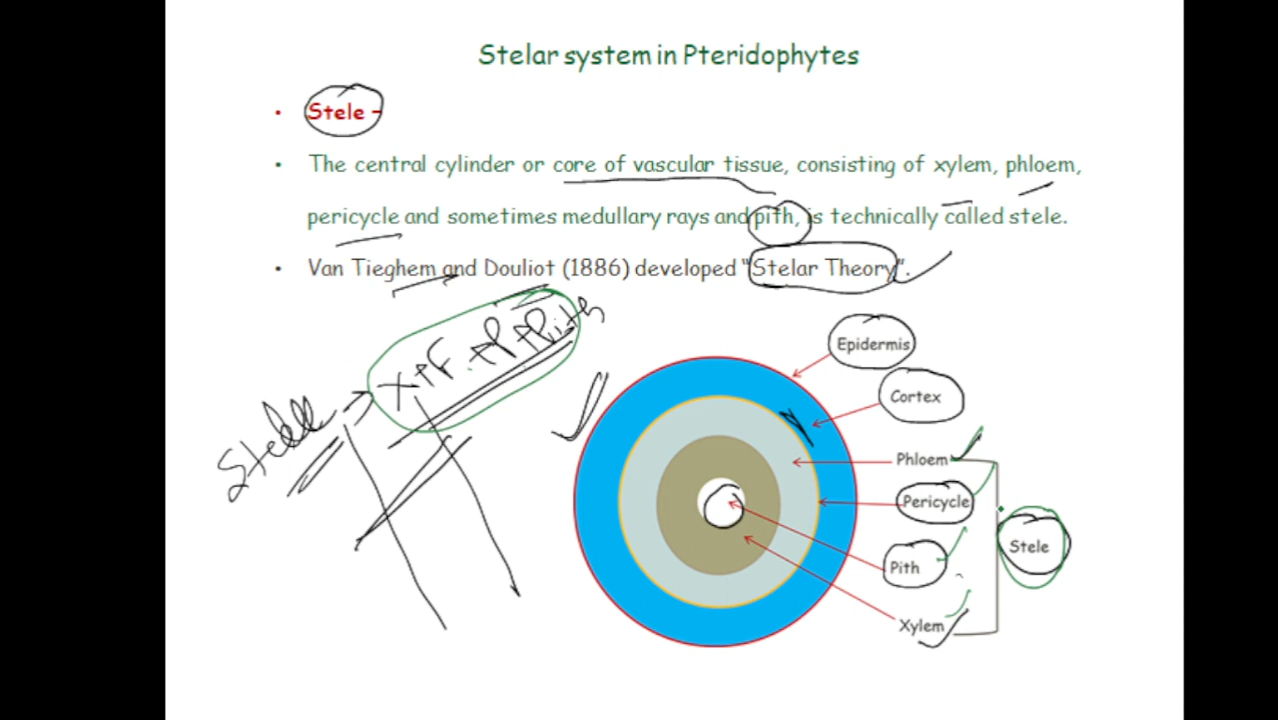 Stelar system in Pteridophytes
• Stele -
• The central cylinder or core of vascular tissue, consisting of xylem, phloem,
pericycle and sometimes medullary rays and pith, is technically called stele.
• Van Tieghem and Douliot (1886) developed "Stelar Theory".
Epidermis
Cortex
Phloem
Pericycle
Stele
Pith
Xylem